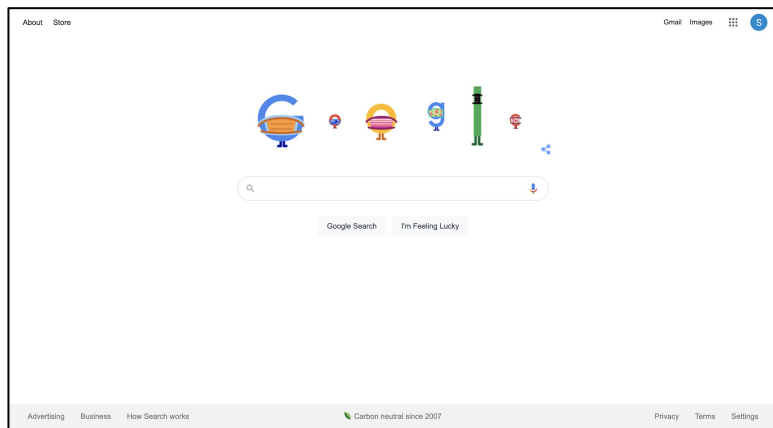 About Store
Gmail Images
S
Google
Google Search I'm Feeling Lucky
Carbon neutral since 2007
Advertising Business How Search works
Privacy Terms Settings